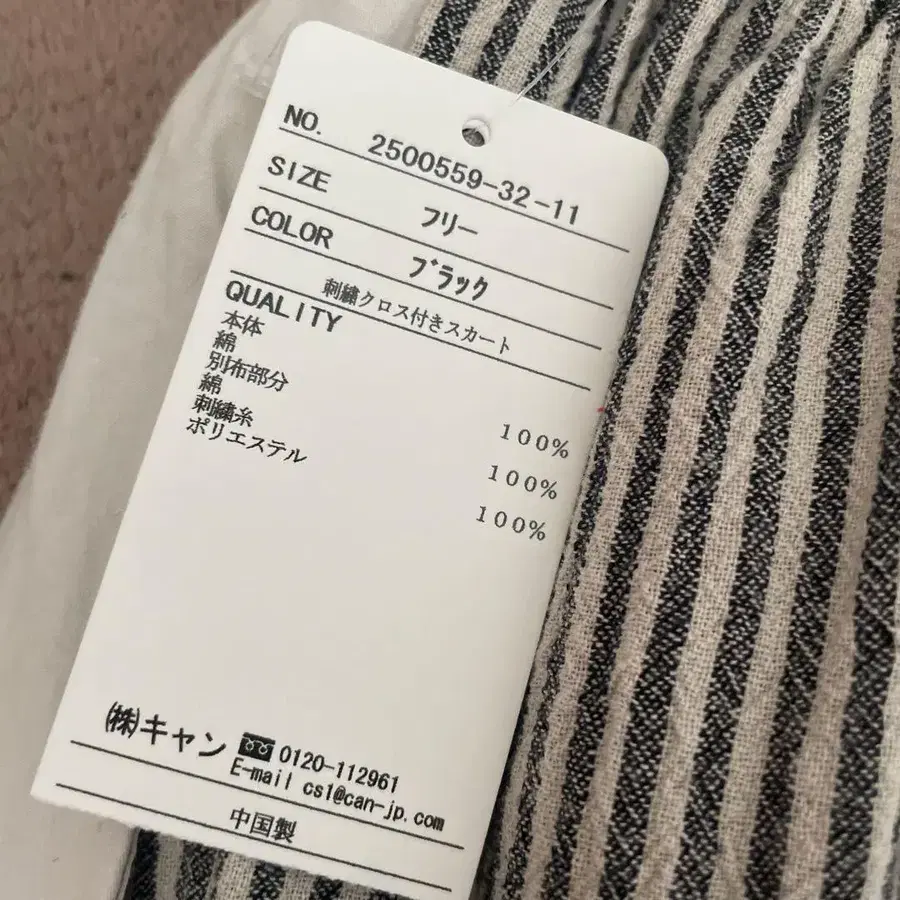 NO. 2500559-32-11
SIZE フリー
COLOR ブラック
刺繍クロス付きスカート
QUALITY
本体
綿 100%
別布部分
綿 100%
刺繍糸
ポリエステル 100%
㈱キャン 0120-112961
E-mail cs1@can-jp.com
中国製